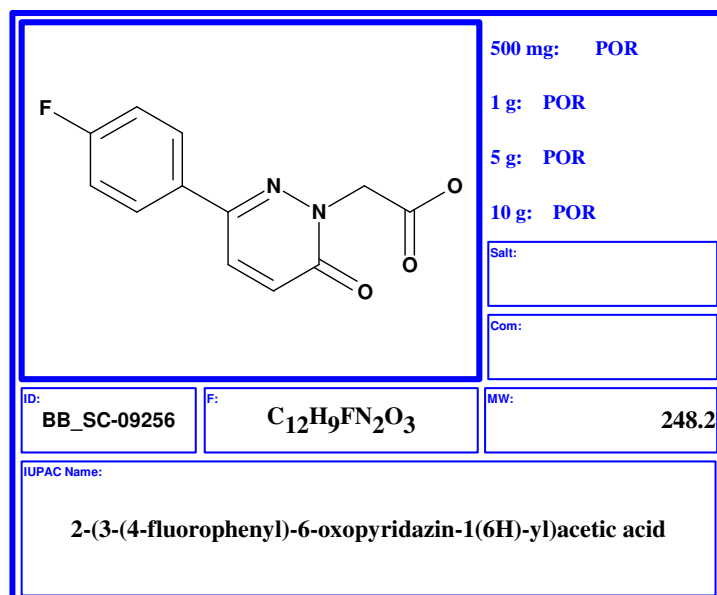 500 mg: POR
1 g: POR
5 g: POR
10 g: POR
F
N
N
O
O
O
Salt:
Com:
ID:
BB_SC-09256
F:
C12H9FN2O3
MW:
248.2
IUPAC Name:
2-(3-(4-fluorophenyl)-6-oxopyridazin-1(6H)-yl)acetic acid